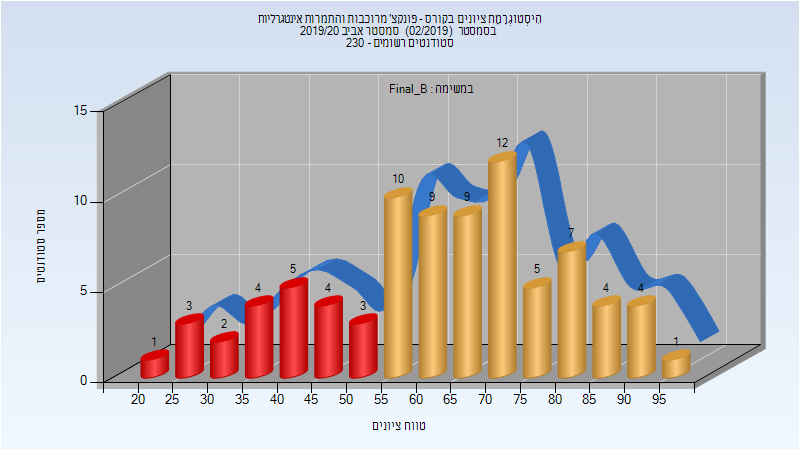 היסטוגרמת ציונים בקורס - פונקצ' מרוכבות והתמרות אינטגרליות
בסמסטר (02/2019) סמסטר אביב 2019/20
סטודנטים רשומים - 230
במשימה : Final_B
מספר סטודנטים
15
10
5
0
1
3
2
4
5
4
3
10
9
9
12
5
7
4
4
1
20 25 30 35 40 45 50 55 60 65 70 75 80 85 90 95
טווח ציונים